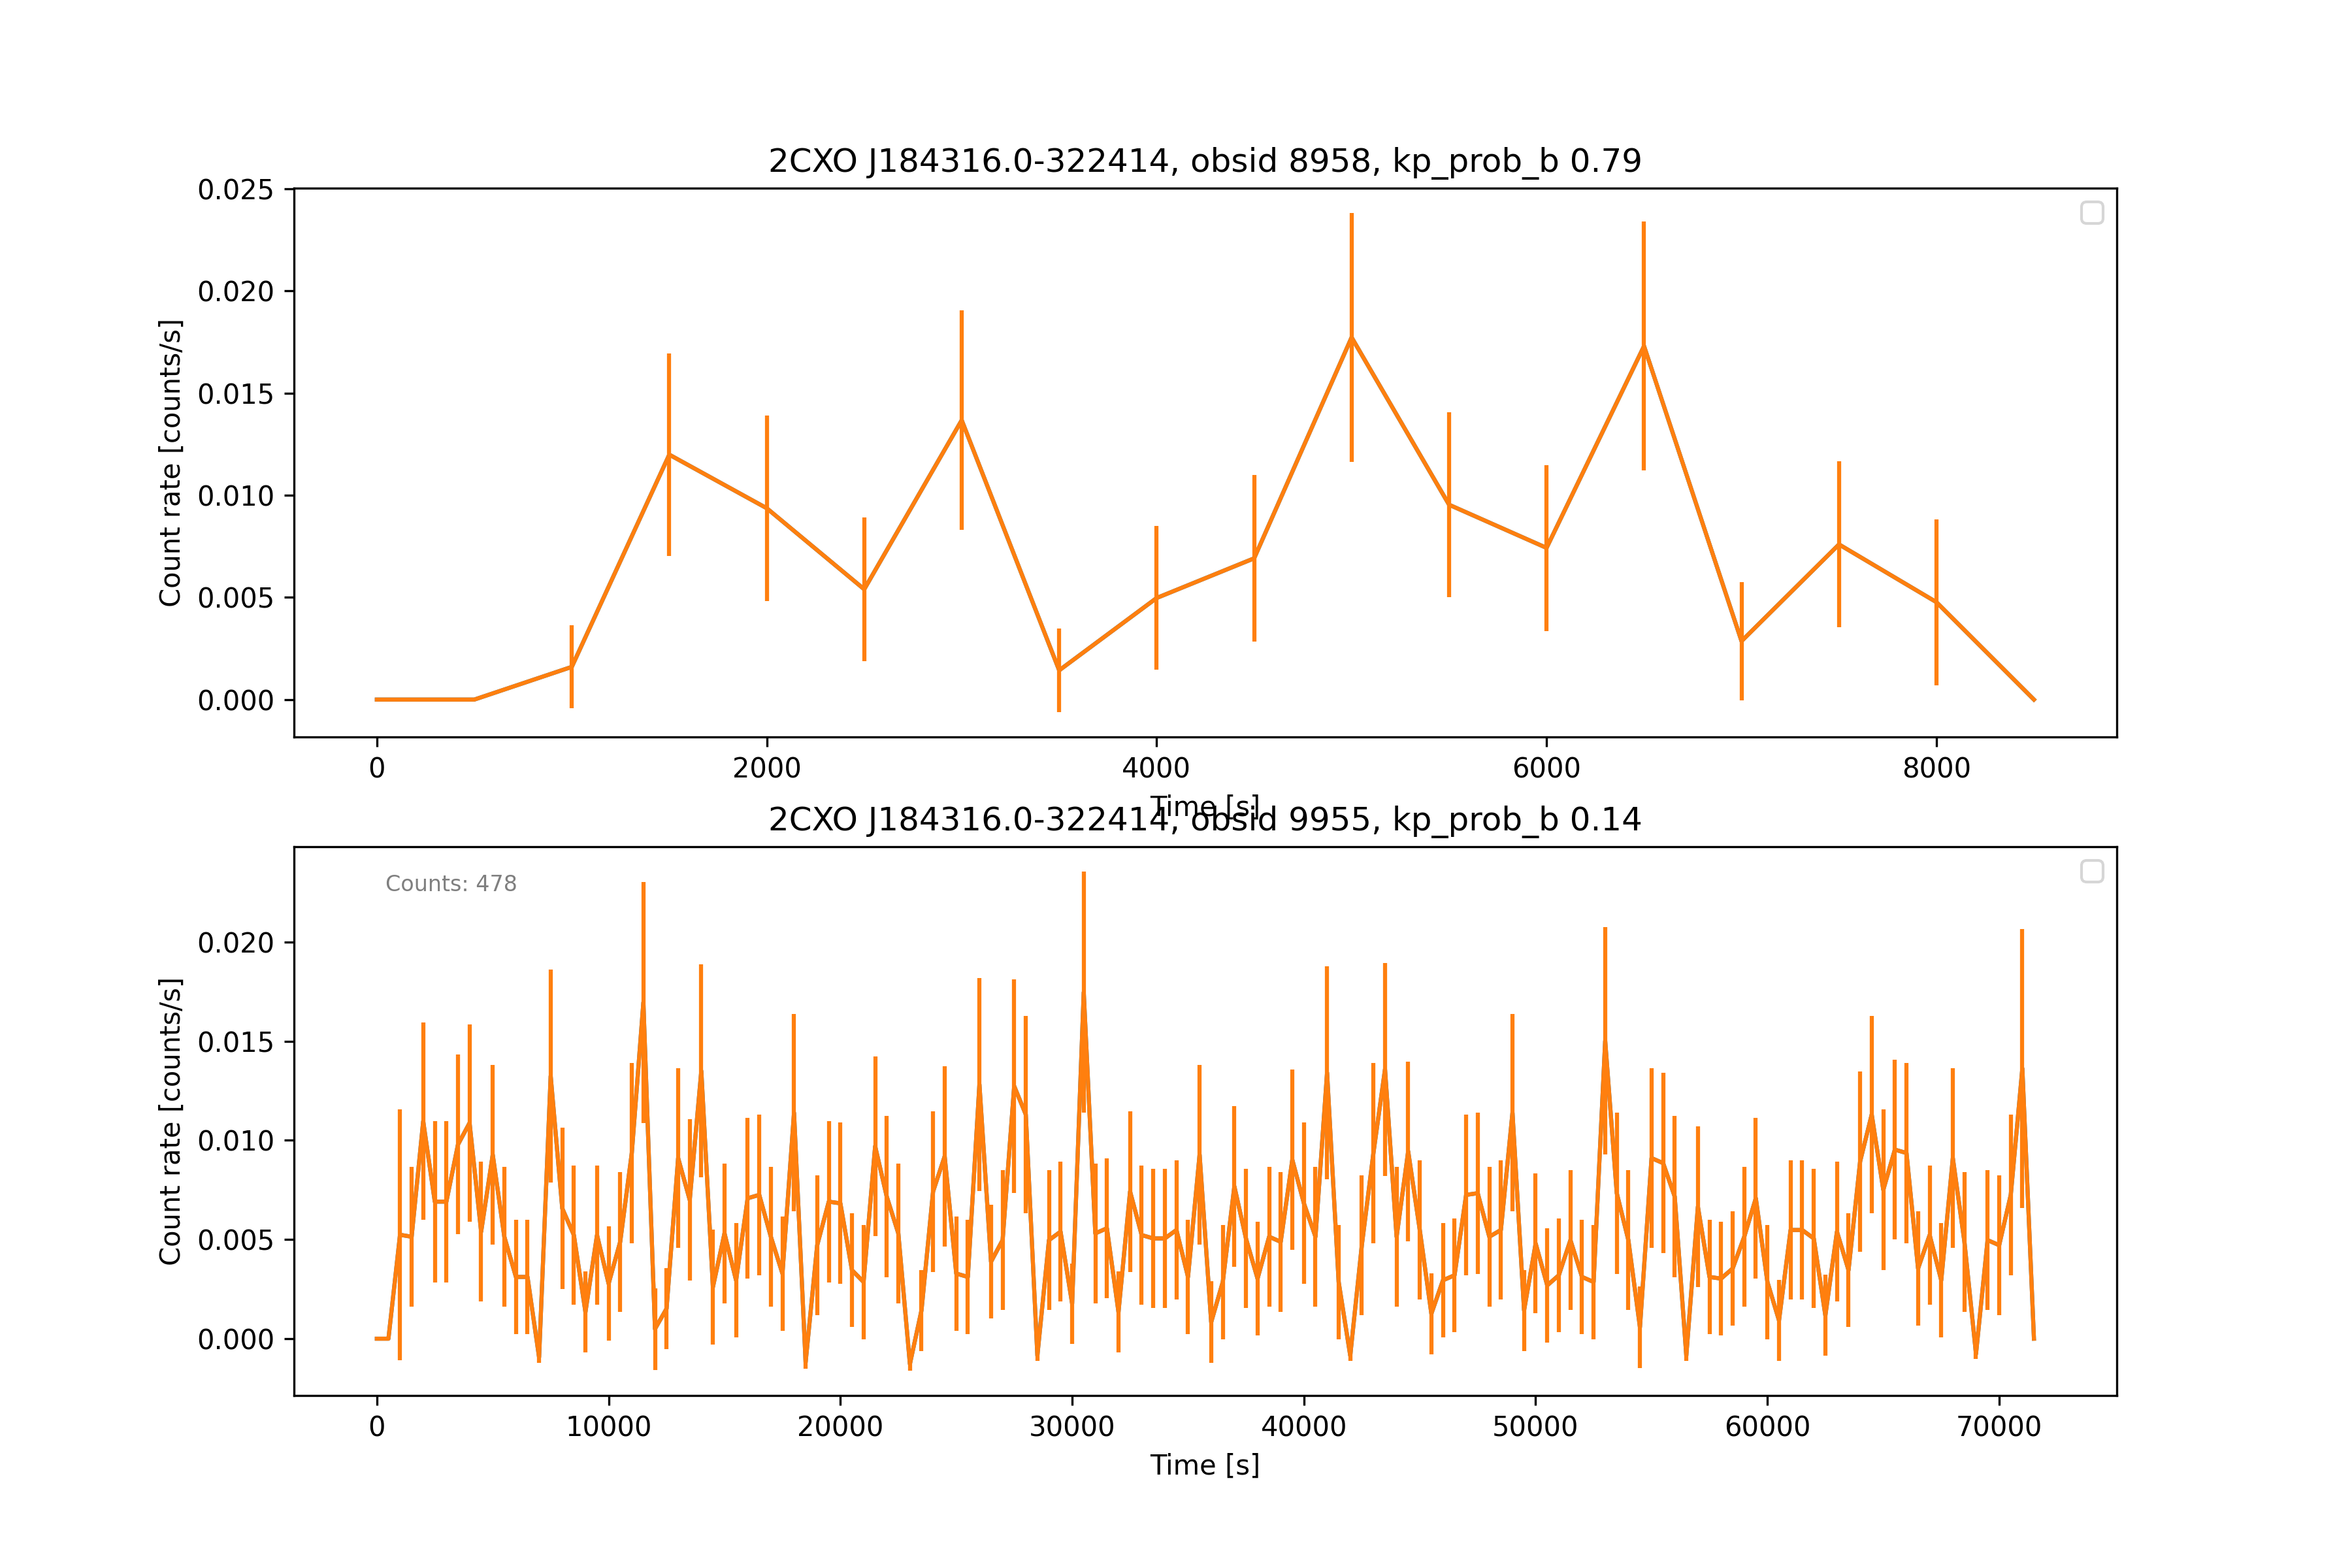 2CXO J184316.0-322414, obsid 8958, kp_prob_b 0.79
Count rate [counts/s]
0.025
0.020
0.015
0.010
0.005
0.000
0 2000 4000 6000 8000
Time [s]
2CXO J184316.0-322414, obsid 9955, kp_prob_b 0.14
Counts: 478
Count rate [counts/s]
0.020
0.015
0.010
0.005
0.000
0 10000 20000 30000 40000 50000 60000 70000
Time [s]